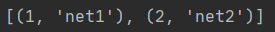 [(1, 'net1'), (2, 'net2')]